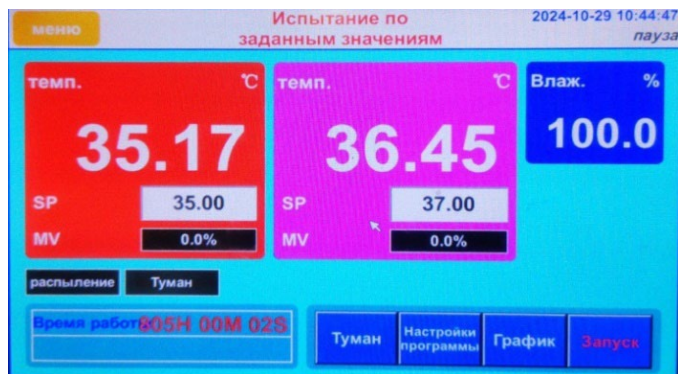 меню
Испытание по
заданным значениям
2024-10-29 10:44:47
пауза
темп. ℃
35.17
SP 35.00
MV 0.0%
темп. ℃
36.45
SP 37.00
MV 0.0%
Влаж. %
100.0
распыление
Туман
Время работы 805H 00M 02S
Туман
Настройки
программы
График
Запуск